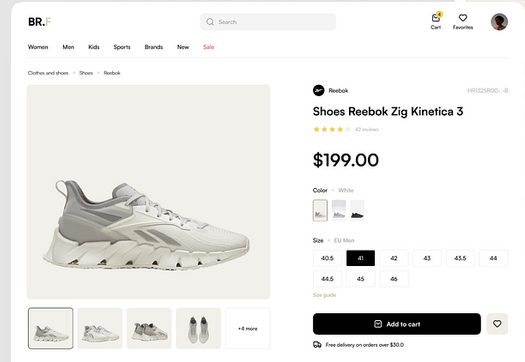 BR.F
Search
4
Cart
Favorites
Women
Men
Kids
Sports
Brands
New
Sale
Clothes and shoes
Shoes
Reebok
Reebok
Shoes Reebok Zig Kinetica 3
42 reviews
$199.00
Color
White
Size
EU Men
40.5
41
42
43
43.5
44
44.5
45
46
Size guide
+4 more
Add to cart
Free delivery on orders over $30.0